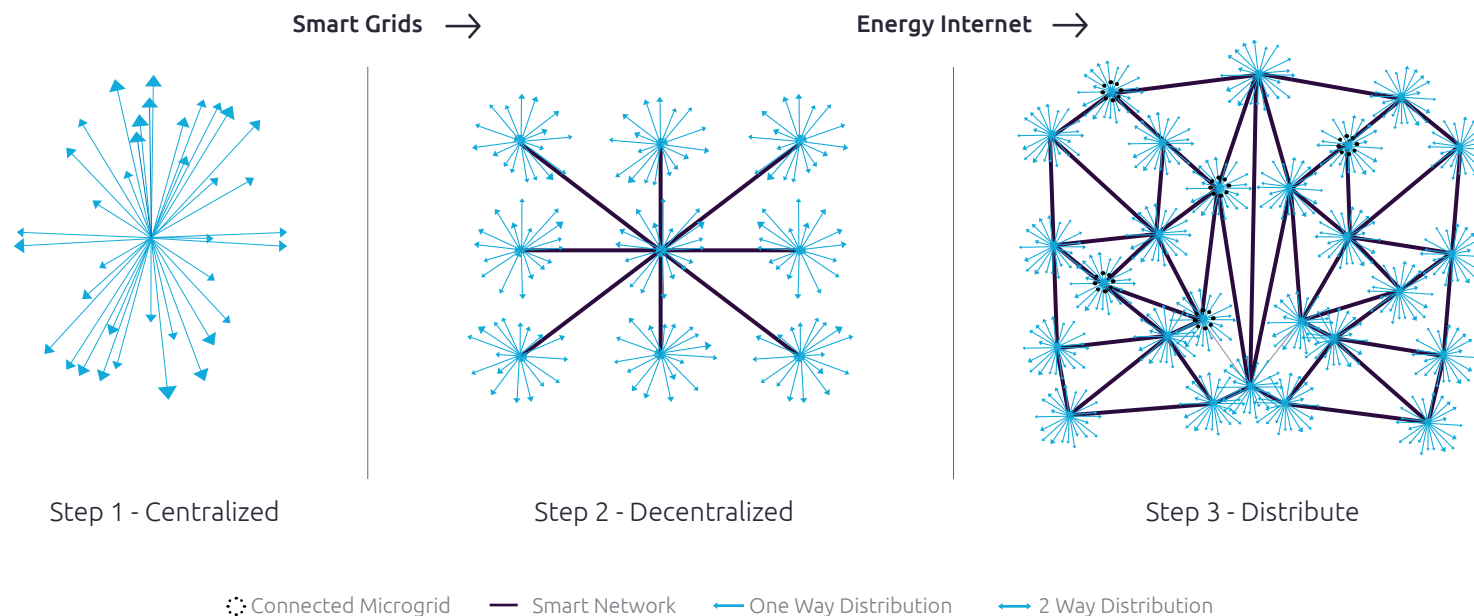 Smart Grids
Energy Internet
Step 1 - Centralized
Step 2 - Decentralized
Step 3 - Distribute
Connected Microgrid
Smart Network
One Way Distribution
2 Way Distribution